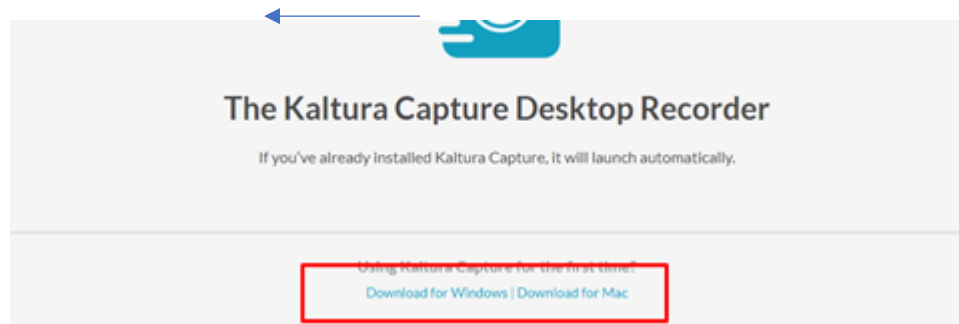 The Kaltura Capture Desktop Recorder
If you've already installed Kaltura Capture, it will launch automatically.
Using Kaltura Capture for the first time?
Download for Windows | Download for Mac